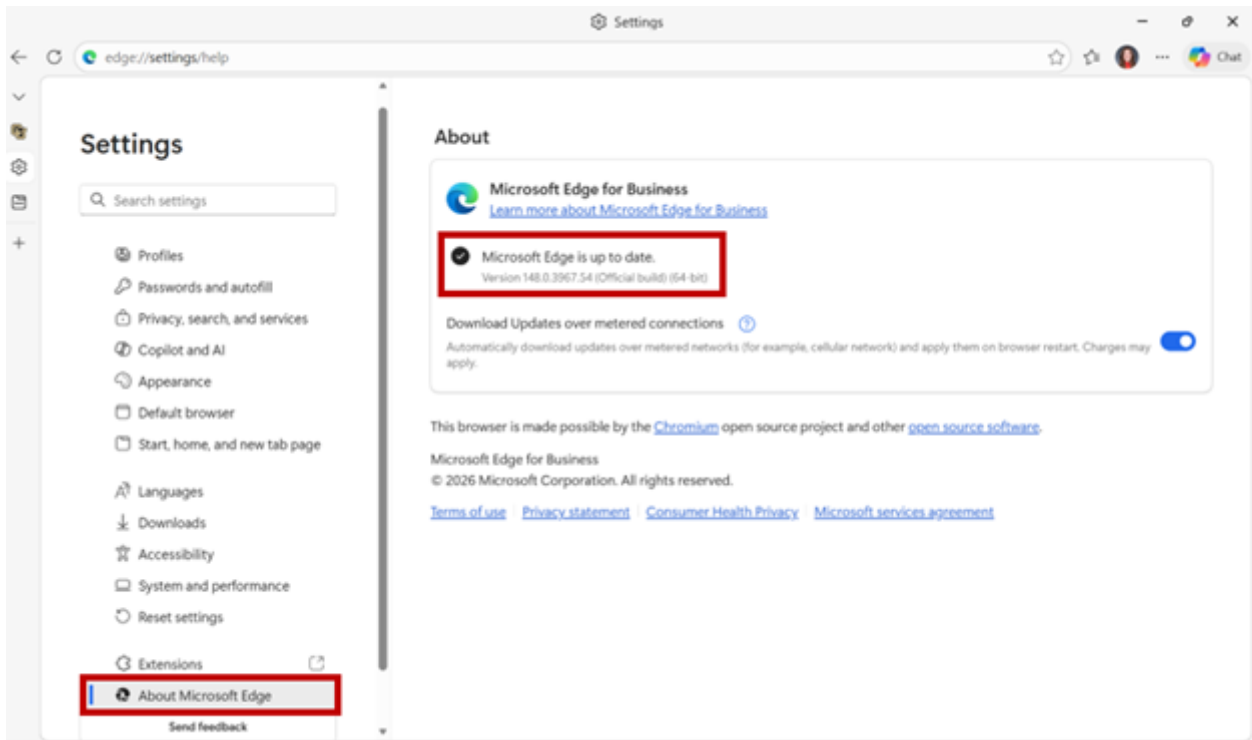 Settings
edge://settings/help
Chat
Settings
Search settings
Profiles
Passwords and autofill
Privacy, search, and services
Copilot and AI
Appearance
Default browser
Start, home, and new tab page
Languages
Downloads
Accessibility
System and performance
Reset settings
Extensions
About Microsoft Edge
Send feedback
About
Microsoft Edge for Business
Learn more about Microsoft Edge for Business
Microsoft Edge is up to date.
Version 148.0.3967.54 (Official build) (64-bit)
Download Updates over metered connections
Automatically download updates over metered networks (for example, cellular network) and apply them on browser restart. Charges may
apply.
This browser is made possible by the Chromium open source project and other open source software.
Microsoft Edge for Business
© 2026 Microsoft Corporation. All rights reserved.
Terms of use Privacy statement Consumer Health Privacy Microsoft services agreement